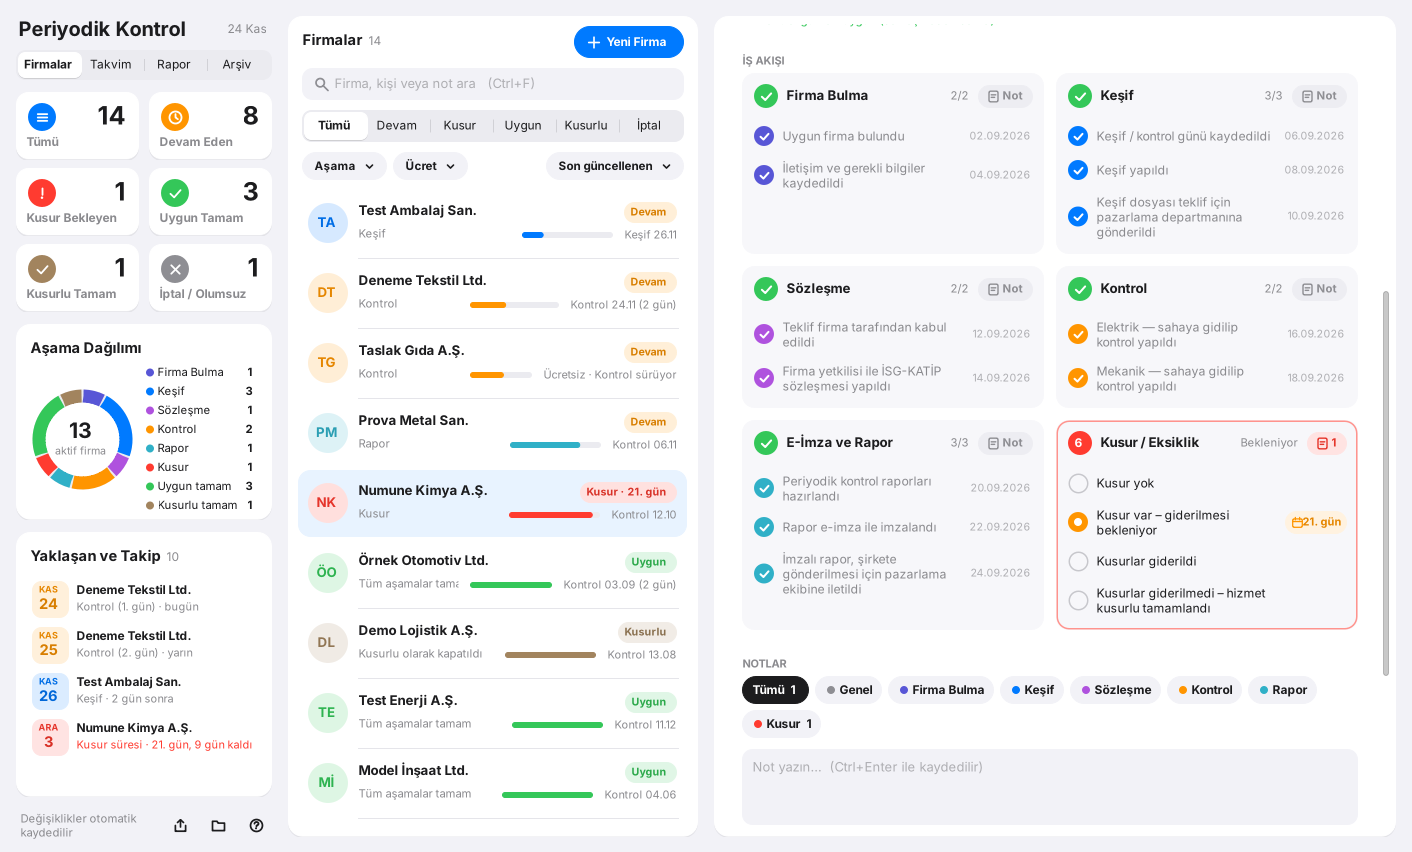 Periyodik Kontrol
24 Kas
Firmalar
Takvim
Rapor
Arşiv
14
Tümü
8
Devam Eden
1
Kusur Bekleyen
3
Uygun Tamam
1
Kusurlu Tamam
1
İptal / Olumsuz
Aşama Dağılımı
13
aktif firma
Firma Bulma 1
Keşif 3
Sözleşme 1
Kontrol 2
Rapor 1
Kusur 1
Uygun tamam 3
Kusurlu tamam 1
Yaklaşan ve Takip 10
KAS
24
Deneme Tekstil Ltd.
Kontrol (1. gün) · bugün
KAS
25
Deneme Tekstil Ltd.
Kontrol (2. gün) · yarın
KAS
26
Test Ambalaj San.
Keşif · 2 gün sonra
ARA
3
Numune Kimya A.Ş.
Kusur süresi · 21. gün, 9 gün kaldı
Değişiklikler otomatik
kaydedilir
Firmalar 14
Yeni Firma
Firma, kişi veya not ara (Ctrl+F)
Tümü
Devam
Kusur
Uygun
Kusurlu
İptal
Aşama
Ücret
Son güncellenen
TA
Test Ambalaj San.
Devam
Keşif
Keşif 26.11
DT
Deneme Tekstil Ltd.
Devam
Kontrol
Kontrol 24.11 (2 gün)
TG
Taslak Gıda A.Ş.
Devam
Kontrol
Ücretsiz · Kontrol sürüyor
PM
Prova Metal San.
Devam
Rapor
Kontrol 06.11
NK
Numune Kimya A.Ş.
Kusur · 21. gün
Kusur
Kontrol 12.10
ÖO
Örnek Otomotiv Ltd.
Uygun
Tüm aşamalar tama
Kontrol 03.09 (2 gün)
DL
Demo Lojistik A.Ş.
Kusurlu
Kusurlu olarak kapatıldı
Kontrol 13.08
TE
Test Enerji A.Ş.
Uygun
Tüm aşamalar tamam
Kontrol 11.12
Mİ
Model İnşaat Ltd.
Uygun
Tüm aşamalar tamam
Kontrol 04.06
İŞ AKIŞI
Firma Bulma
2/2
Not
Uygun firma bulundu
02.09.2026
İletişim ve gerekli bilgiler
kaydedildi
04.09.2026
Keşif
3/3
Not
Keşif / kontrol günü kaydedildi
06.09.2026
Keşif yapıldı
08.09.2026
Keşif dosyası teklif için
pazarlama departmanına
gönderildi
10.09.2026
Sözleşme
2/2
Not
Teklif firma tarafından kabul
edildi
12.09.2026
Firma yetkilisi ile İSG-KATİP
sözleşmesi yapıldı
14.09.2026
Kontrol
2/2
Not
Elektrik — sahaya gidilip
kontrol yapıldı
16.09.2026
Mekanik — sahaya gidilip
kontrol yapıldı
18.09.2026
E-İmza ve Rapor
3/3
Not
Periyodik kontrol raporları
hazırlandı
20.09.2026
Rapor e-imza ile imzalandı
22.09.2026
İmzalı rapor, şirkete
gönderilmesi için pazarlama
ekibine iletildi
24.09.2026
6
Kusur / Eksiklik
Bekleniyor
1
Kusur yok
Kusur var – giderilmesi
bekleniyor
21. gün
Kusurlar giderildi
Kusurlar giderilmedi – hizmet
kusurlu tamamlandı
NOTLAR
Tümü 1
Genel
Firma Bulma
Keşif
Sözleşme
Kontrol
Rapor
Kusur 1
Not yazın... (Ctrl+Enter ile kaydedilir)